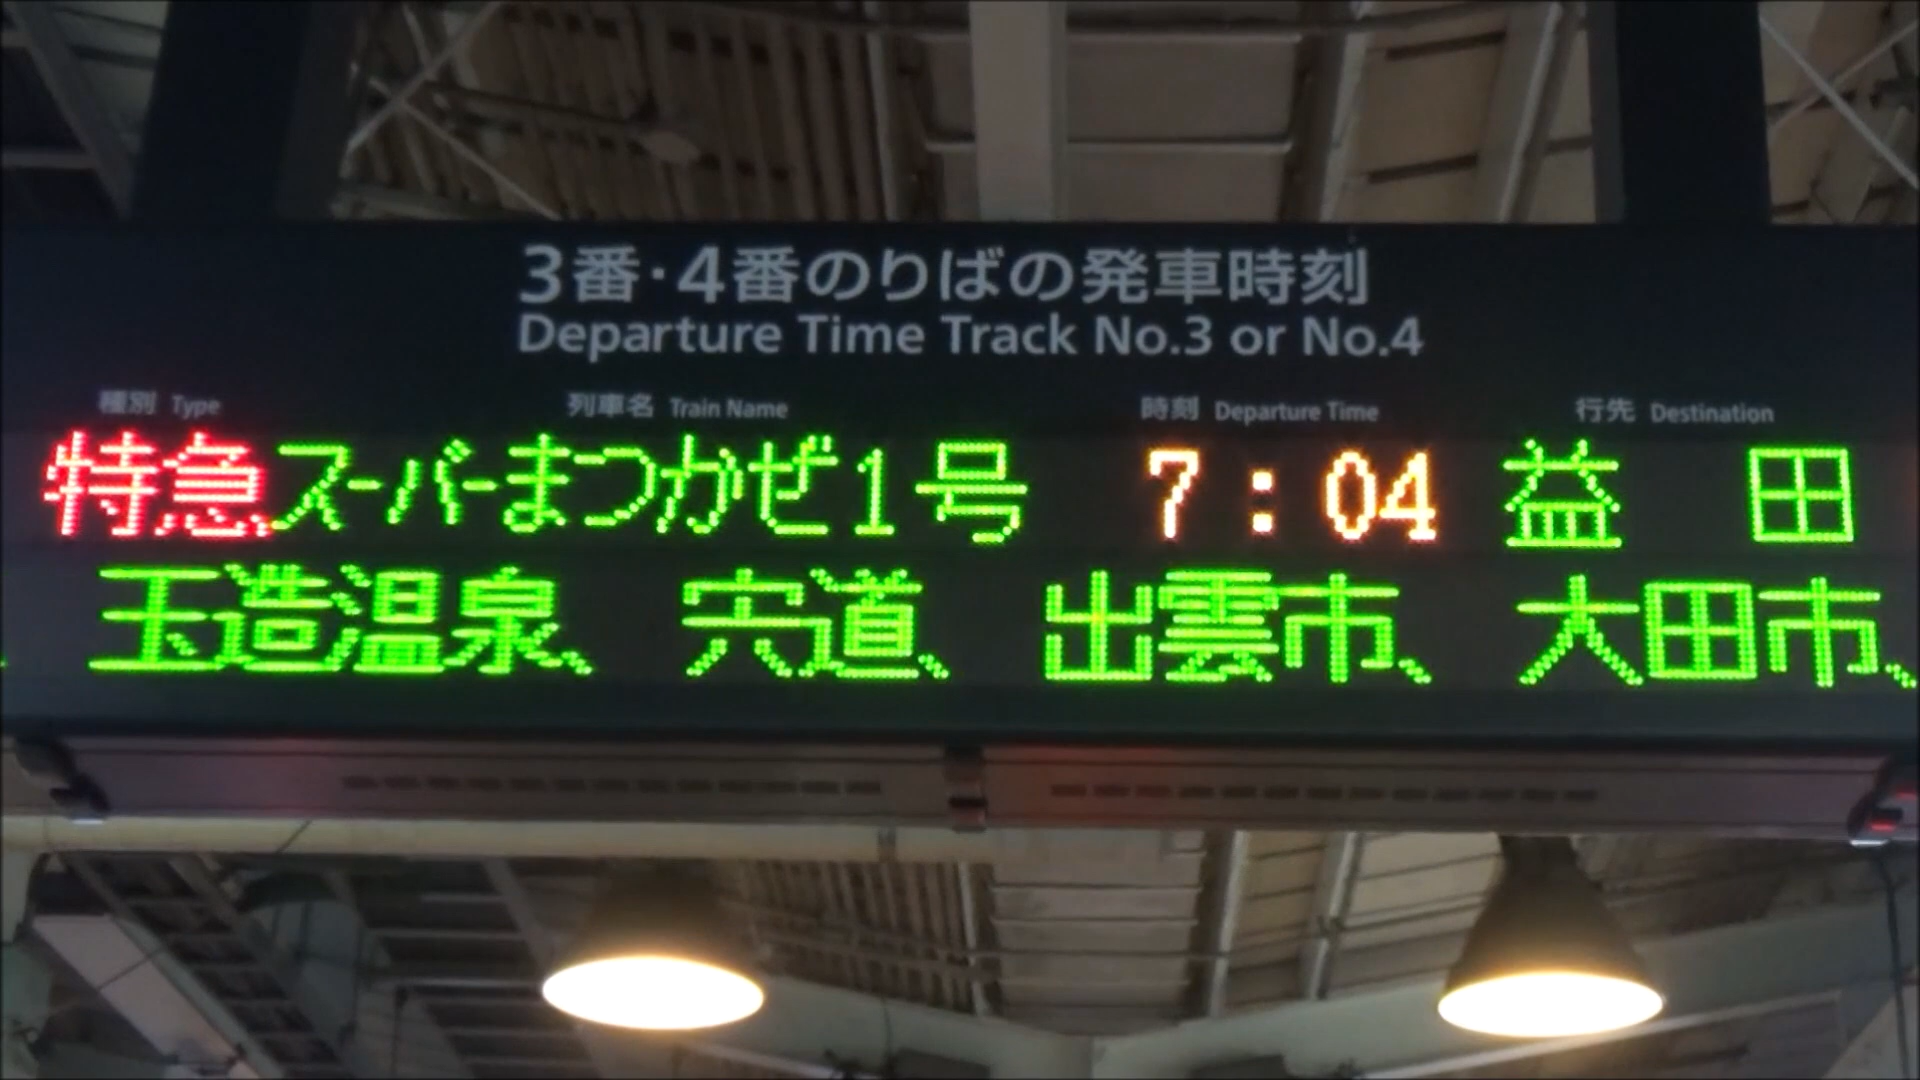 3番・4番のりばの発車時刻
Departure Time Track No.3 or No.4
種別 Type 列車名 Train Name 時刻 Departure Time 行先 Destination
特急 スーパーまつかぜ1号 7:04 益田
玉造温泉、宍道、出雲市、大田市、